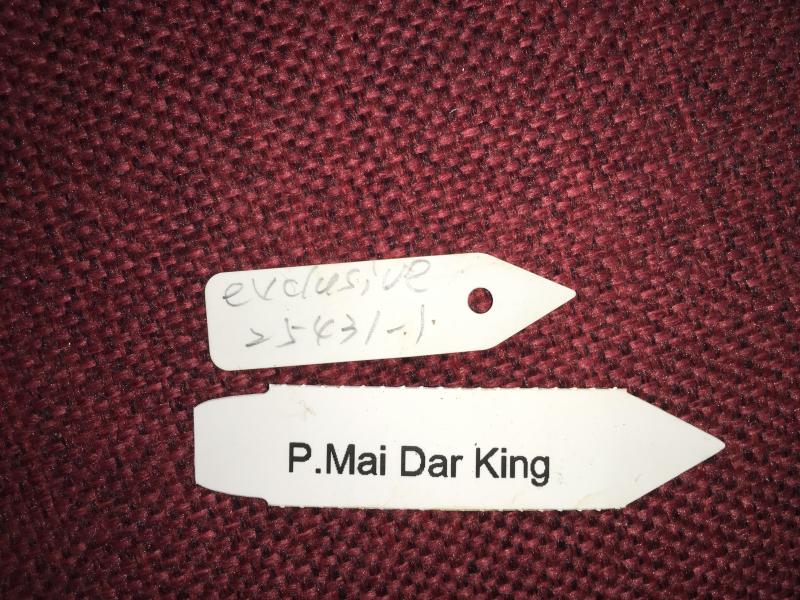 exclusive
25431-1
P.Mai Dar King